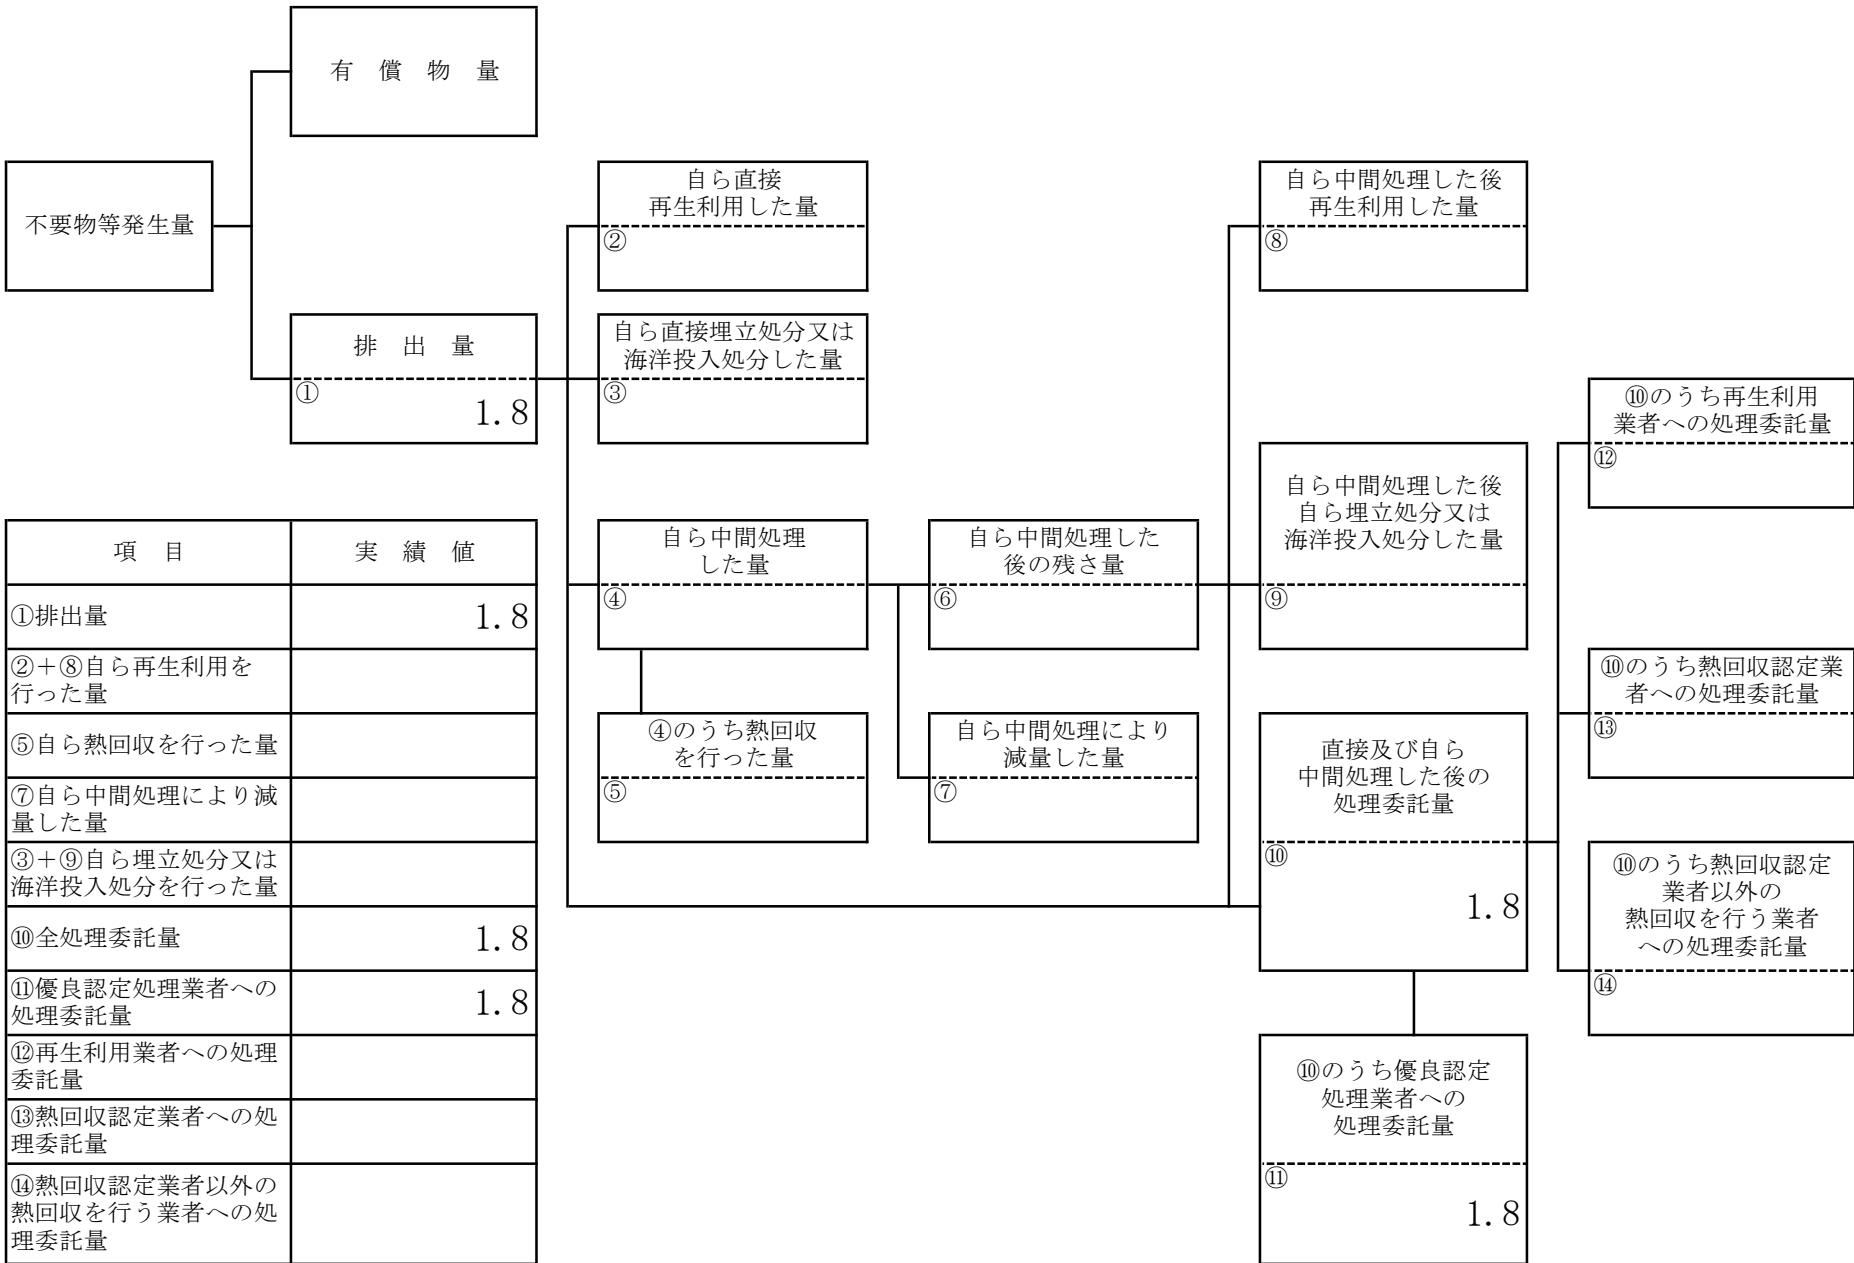 有 償 物 量
不要物等発生量
排 出 量
①
1.8
自ら直接
再生利用した量
②
自ら直接埋立処分又は
海洋投入処分した量
③
自ら中間処理
した量
④
④のうち熱回収
を行った量
⑤
自ら中間処理した
後の残さ量
⑥
自ら中間処理により
減量した量
⑦
自ら中間処理した後
再生利用した量
⑧
自ら中間処理した後
自ら埋立処分又は
海洋投入処分した量
⑨
直接及び自ら
中間処理した後の
処理委託量
⑩
1.8
⑩のうち優良認定
処理業者への
処理委託量
⑪
1.8
⑩のうち再生利用
業者への処理委託量
⑫
⑩のうち熱回収認定業
者への処理委託量
⑬
⑩のうち熱回収認定
業者以外の
熱回収を行う業者
への処理委託量
⑭
項 目 実 績 値
①排出量 1.8
②＋⑧自ら再生利用を
行った量
⑤自ら熱回収を行った量
⑦自ら中間処理により減
量した量
③＋⑨自ら埋立処分又は
海洋投入処分を行った量
⑩全処理委託量 1.8
⑪優良認定処理業者への
処理委託量 1.8
⑫再生利用業者への処理
委託量
⑬熱回収認定業者への処
理委託量
⑭熱回収認定業者以外の
熱回収を行う業者への処
理委託量